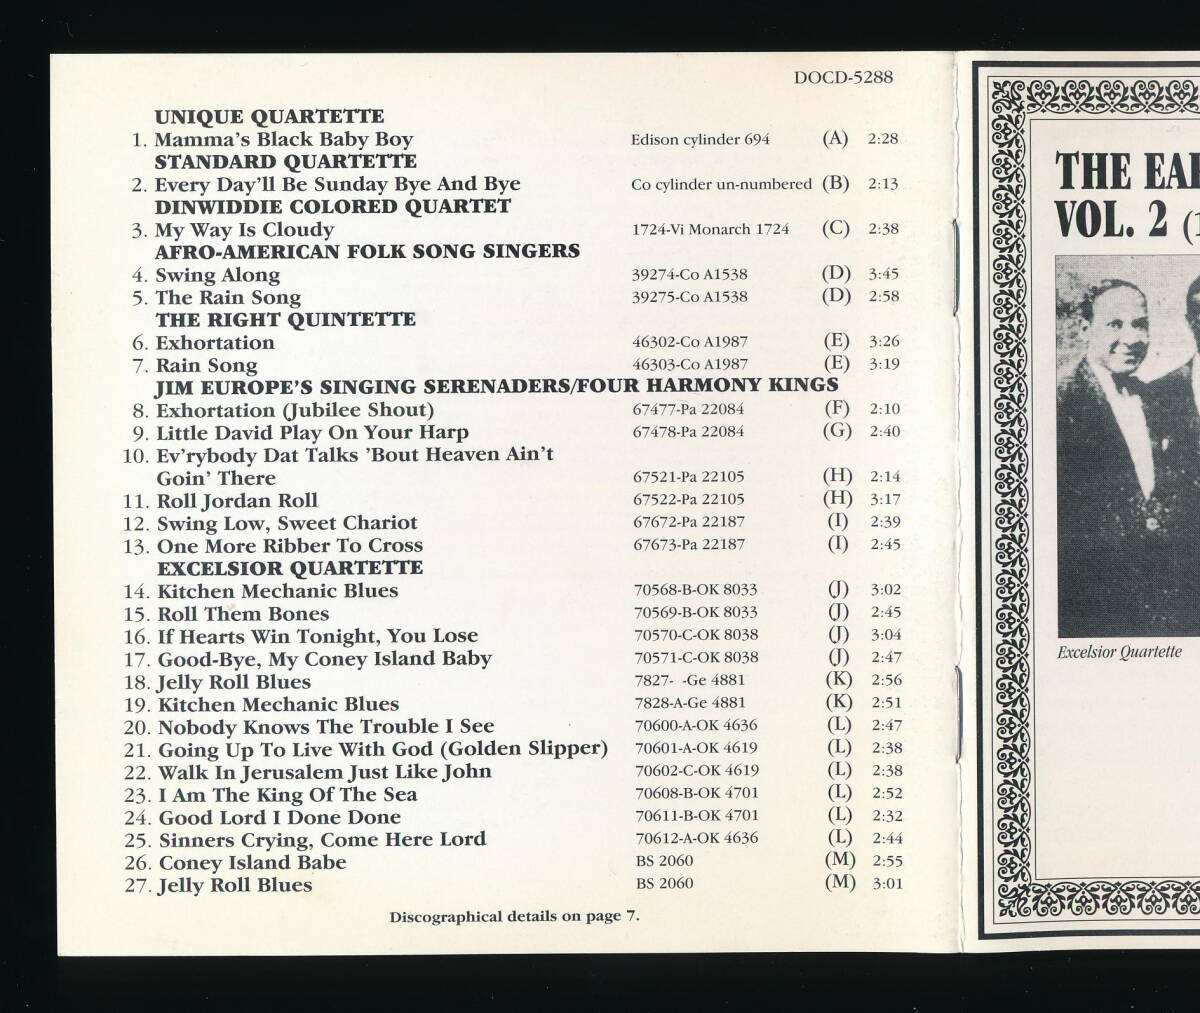 DOCD-5288
UNIQUE QUARTETTE
1. Mamma's Black Baby Boy Edison cylinder 694 (A) 2:28
STANDARD QUARTETTE
2. Every Day'll Be Sunday Bye And Bye Co cylinder un-numbered (B) 2:13
DINWIDDIE COLORED QUARTET
3. My Way Is Cloudy 1724-Vi Monarch 1724 (C) 2:38
AFRO-AMERICAN FOLK SONG SINGERS
4. Swing Along 39274-Co A1538 (D) 3:45
5. The Rain Song 39275-Co A1538 (D) 2:58
THE RIGHT QUINTETTE
6. Exhortation 46302-Co A1987 (E) 3:26
7. Rain Song 46303-Co A1987 (E) 3:19
JIM EUROPE'S SINGING SERENADERS/FOUR HARMONY KINGS
8. Exhortation (Jubilee Shout) 67477-Pa 22084 (F) 2:10
9. Little David Play On Your Harp 67478-Pa 22084 (G) 2:40
10. Ev'rybody Dat Talks 'Bout Heaven Ain't
Goin' There 67521-Pa 22105 (H) 2:14
11. Roll Jordan Roll 67522-Pa 22105 (H) 3:17
12. Swing Low, Sweet Chariot 67672-Pa 22187 (I) 2:39
13. One More Ribber To Cross 67673-Pa 22187 (I) 2:45
EXCELSIOR QUARTETTE
14. Kitchen Mechanic Blues 70568-B-OK 8033 (J) 3:02
15. Roll Them Bones 70569-B-OK 8033 (J) 2:45
16. If Hearts Win Tonight, You Lose 70570-C-OK 8038 (J) 3:04
17. Good-Bye, My Coney Island Baby 70571-C-OK 8038 (J) 2:47
18. Jelly Roll Blues 7827- -Ge 4881 (K) 2:56
19. Kitchen Mechanic Blues 7828-A-Ge 4881 (K) 2:51
20. Nobody Knows The Trouble I See 70600-A-OK 4636 (L) 2:47
21. Going Up To Live With God (Golden Slipper) 70601-A-OK 4619 (L) 2:38
22. Walk In Jerusalem Just Like John 70602-C-OK 4619 (L) 2:38
23. I Am The King Of The Sea 70608-B-OK 4701 (L) 2:52
24. Good Lord I Done Done 70611-B-OK 4701 (L) 2:32
25. Sinners Crying, Come Here Lord 70612-A-OK 4636 (L) 2:44
26. Coney Island Babe BS 2060 (M) 2:55
27. Jelly Roll Blues BS 2060 (M) 3:01
Discographical details on page 7.
THE EA
VOL. 2 (1
Excelsior Quartette